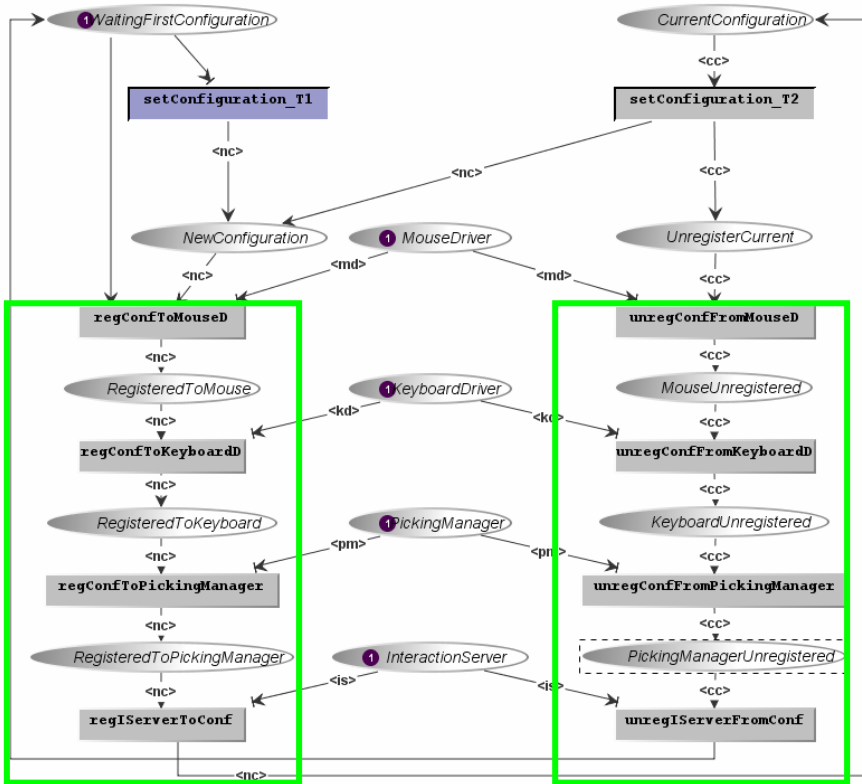 1 WaitingFirstConfiguration CurrentConfiguration
<cc>
setConfiguration_T1 setConfiguration_T2
<nc> <nc> <cc>
NewConfiguration 1 MouseDriver UnregisterCurrent
<nc> <md> <md> <cc>
regConfToMouseD unregConfFromMouseD
<nc> <cc>
RegisteredToMouse 1 KeyboardDriver MouseUnregistered
<nc> <kd> <kd> <cc>
regConfToKeyboardD unregConfFromKeyboardD
<nc> <cc>
RegisteredToKeyboard 1 PickingManager KeyboardUnregistered
<nc> <pm> <pm> <cc>
regConfToPickingManager unregConfFromPickingManager
<nc> <cc>
RegisteredToPickingManager 1 InteractionServer PickingManagerUnregistered
<nc> <is> <is> <cc>
regIServerToConf unregIServerFromConf
<nc>